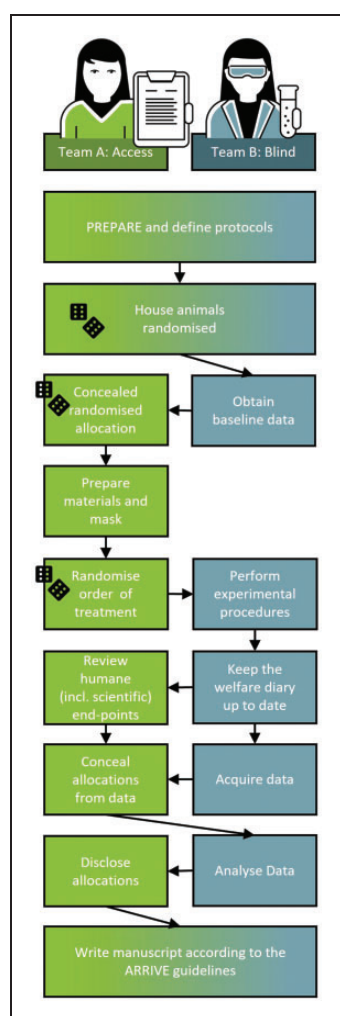 Team A: Access
Team B: Blind
PREPARE and define protocols
House animals
randomised
Obtain
baseline data
Concealed
randomised
allocation
Prepare
materials and
mask
Randomise
order of
treatment
Perform
experimental
procedures
Keep the
welfare diary
up to date
Review
humane
(incl. scientific)
end-points
Acquire data
Conceal
allocations
from data
Analyse Data
Disclose
allocations
Write manuscript according to the
ARRIVE guidelines